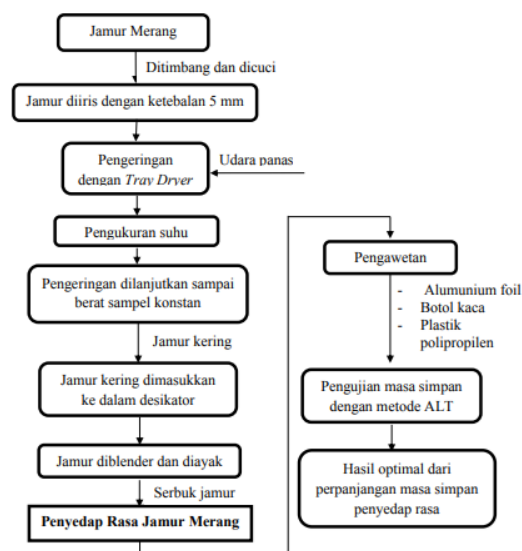 Jamur Merang
Ditimbang dan dicuci
Jamur diiris dengan ketebalan 5 mm
Pengeringan
dengan Tray Dryer
Udara panas
Pengukuran suhu
Pengeringan dilanjutkan sampai
berat sampel konstan
Jamur kering
Jamur kering dimasukkan
ke dalam desikator
Jamur diblender dan diayak
Serbuk jamur
Penyedap Rasa Jamur Merang
Pengawetan
- Alumunium foil
- Botol kaca
- Plastik
polipropilen
Pengujian masa simpan
dengan metode ALT
Hasil optimal dari
perpanjangan masa simpan
penyedap rasa